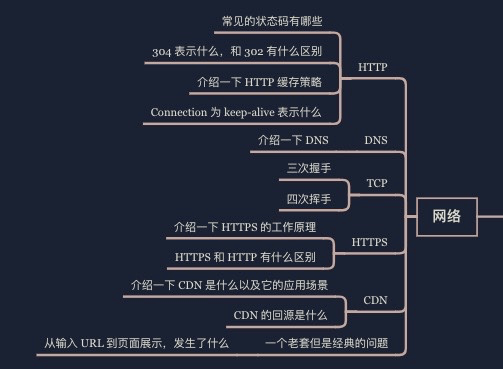 常见的状态码有哪些
304 表示什么，和 302 有什么区别
HTTP
介绍一下 HTTP 缓存策略
Connection 为 keep-alive 表示什么
介绍一下 DNS
DNS
三次握手
TCP
四次挥手
网络
介绍一下 HTTPS 的工作原理
HTTPS
HTTPS 和 HTTP 有什么区别
介绍一下 CDN 是什么以及它的应用场景
CDN
CDN 的回源是什么
从输入 URL 到页面展示，发生了什么
一个老套但是经典的问题